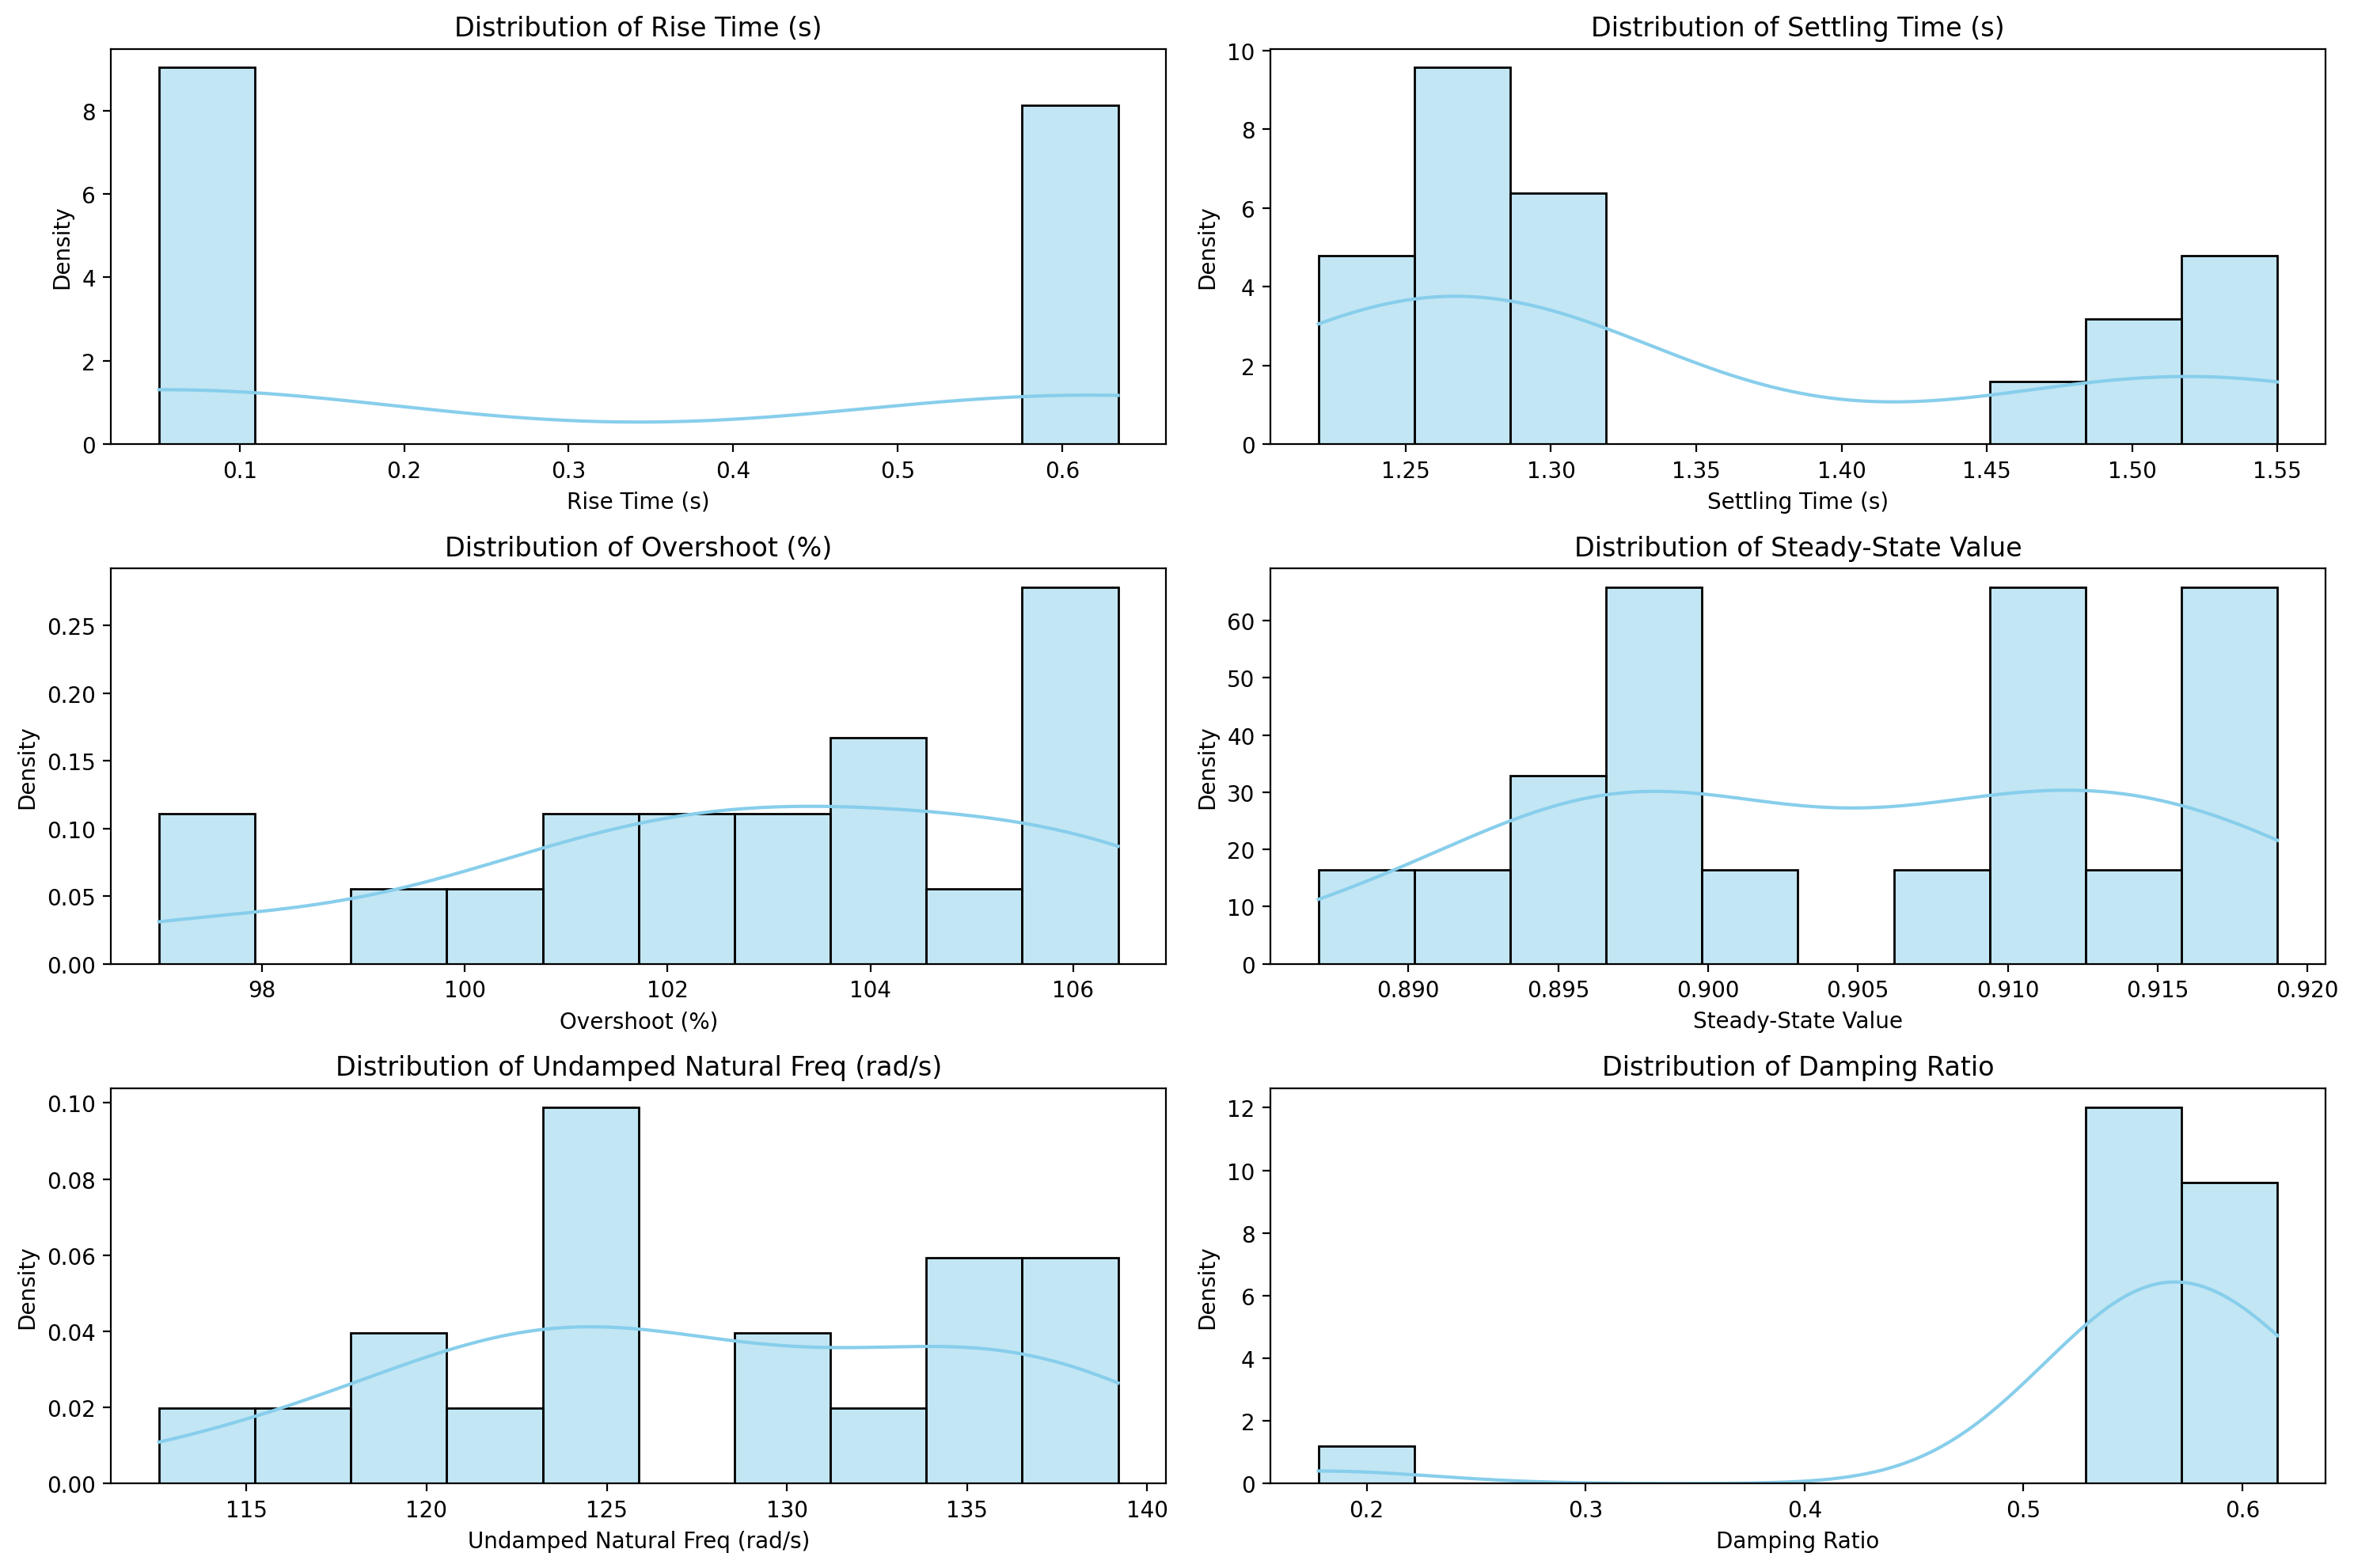 Distribution of Rise Time (s)
Density
8
6
4
2
0
0.1 0.2 0.3 0.4 0.5 0.6
Rise Time (s)
Distribution of Settling Time (s)
Density
10
8
6
4
2
0
1.25 1.30 1.35 1.40 1.45 1.50 1.55
Settling Time (s)
Distribution of Overshoot (%)
Density
0.25
0.20
0.15
0.10
0.05
0.00
98 100 102 104 106
Overshoot (%)
Distribution of Steady-State Value
Density
60
50
40
30
20
10
0
0.890 0.895 0.900 0.905 0.910 0.915 0.920
Steady-State Value
Distribution of Undamped Natural Freq (rad/s)
Density
0.10
0.08
0.06
0.04
0.02
0.00
115 120 125 130 135 140
Undamped Natural Freq (rad/s)
Distribution of Damping Ratio
Density
12
10
8
6
4
2
0
0.2 0.3 0.4 0.5 0.6
Damping Ratio